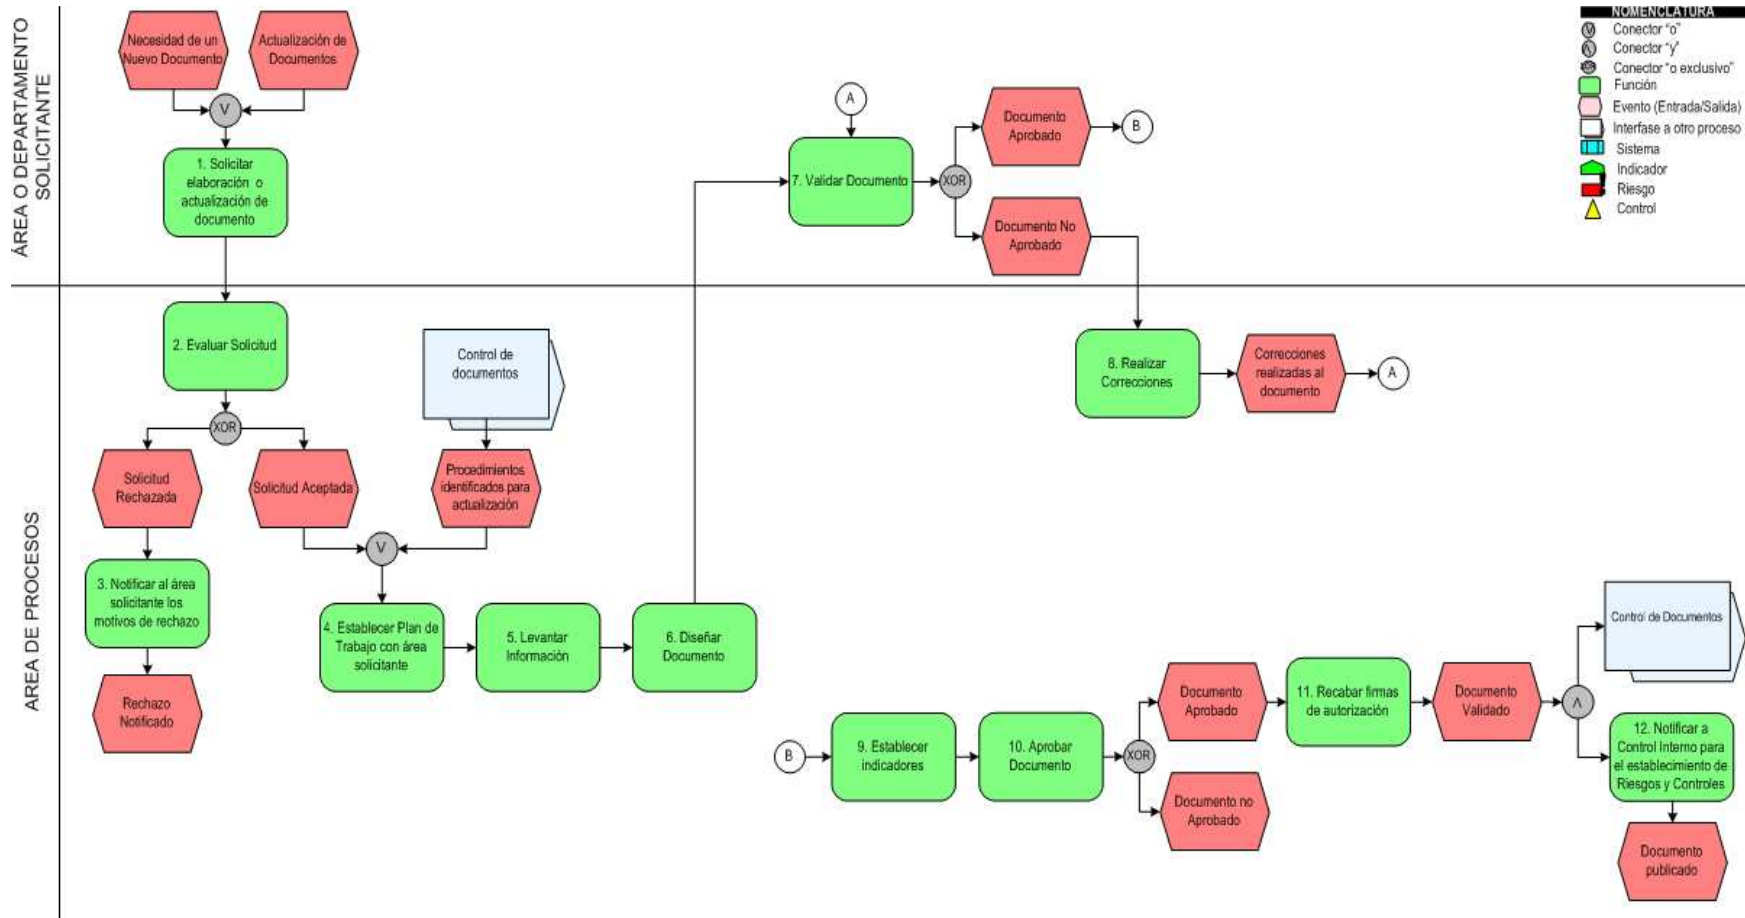 ÁREA O DEPARTAMENTO
SOLICITANTE
Necesidad de un
Nuevo Documento
Actualización de
Documentos
V
1. Solicitar
elaboración o
actualización de
documento
A
7. Validar Documento
XOR
Documento
Aprobado
B
Documento No
Aprobado
NOMENCLATURA
V
Conector "o"
Λ
Conector "y"
XOR
Conector "o exclusivo"
Función
Evento (Entrada/Salida)
Interfase a otro proceso
Sistema
Indicador
Riesgo
Control
AREA DE PROCESOS
2. Evaluar Solicitud
XOR
Solicitud
Rechazada
Solicitud Aceptada
Control de
documentos
Procedimientos
identificados para
actualización
V
3. Notificar al área
solicitante los
motivos de rechazo
Rechazo
Notificado
4. Establecer Plan de
Trabajo con área
solicitante
5. Levantar
Información
6. Diseñar
Documento
8. Realizar
Correcciones
Correcciones
realizadas al
documento
A
B
9. Establecer
indicadores
10. Aprobar
Documento
XOR
Documento
Aprobado
Documento no
Aprobado
11. Recabar firmas
de autorización
Documento
Validado
Λ
Control de Documentos
12. Notificar a
Control Interno para
el establecimiento de
Riesgos y Controles
Documento
publicado